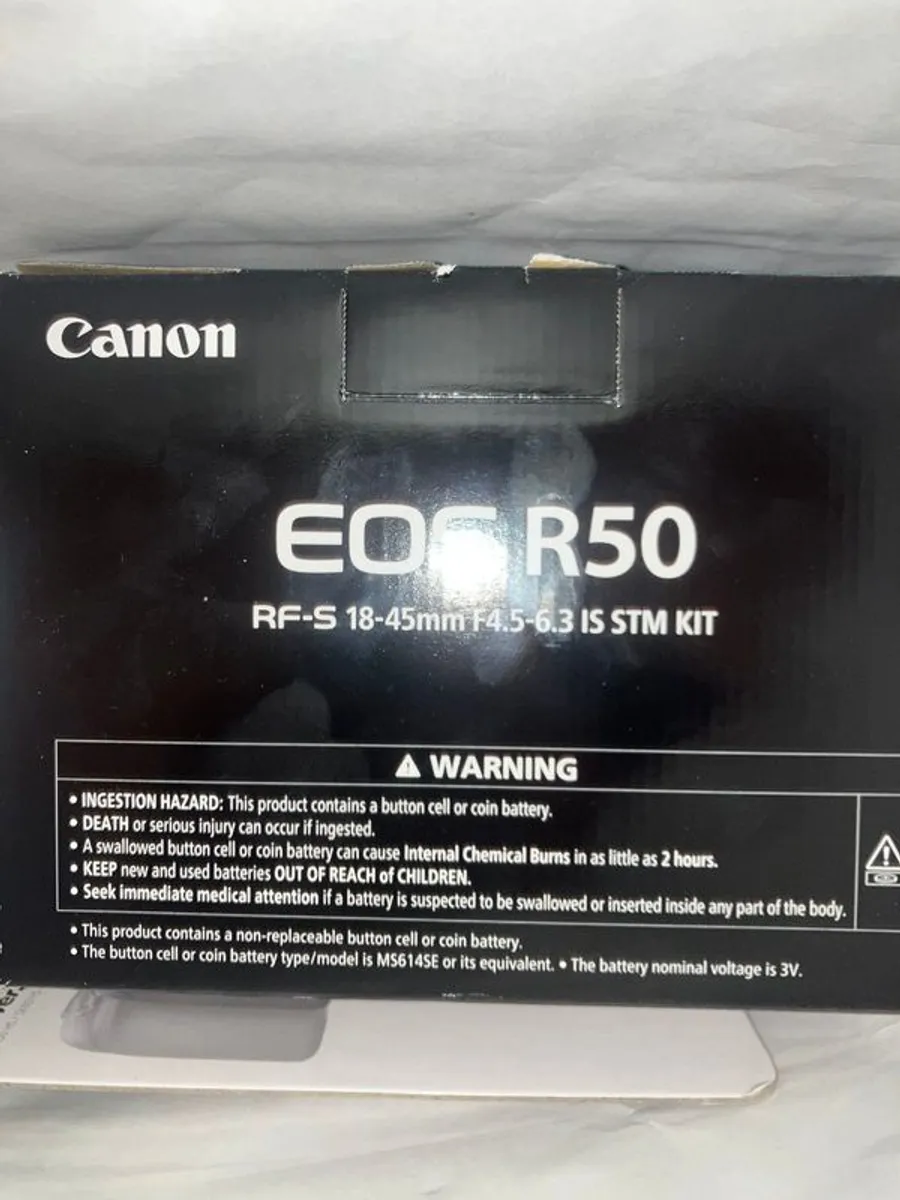 Canon
EOS R50
RF-S 18-45mm F4.5-6.3 IS STM KIT
WARNING
• INGESTION HAZARD: This product contains a button cell or coin battery.
• DEATH or serious injury can occur if ingested.
• A swallowed button cell or coin battery can cause Internal Chemical Burns in as little as 2 hours.
• KEEP new and used batteries OUT OF REACH of CHILDREN.
• Seek immediate medical attention if a battery is suspected to be swallowed or inserted inside any part of the body.
• This product contains a non-replaceable button cell or coin battery.
• The button cell or coin battery type/model is MS614SE or its equivalent. • The battery nominal voltage is 3V.